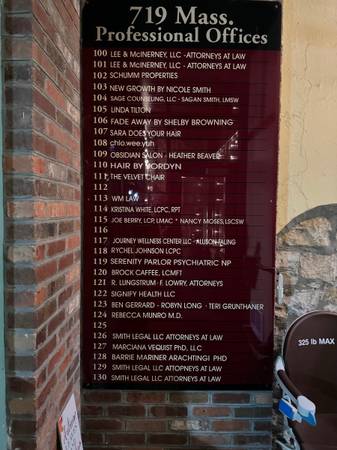 719 Mass.
Professional Offices
100 LEE & McINERNEY, LLC - ATTORNEYS AT LAW
101 LEE & McINERNEY, LLC - ATTORNEYS AT LAW
102 SCHUMM PROPERTIES
103 NEW GROWTH BY NICOLE SMITH
104 SAGE COUNSELING, LLC - SAGAN SMITH, LMSW
105 LINDA TILTON
106 FADE AWAY BY SHELBY BROWNING
107 SARA DOES YOUR HAIR
108 chlo.wee.yuh
109 OBSIDIAN SALON - HEATHER BEAVER
110 HAIR BY JORDYN
111 THE VELVET CHAIR
112
113 WM LAW
114 KRISTINA WHITE, LCPC, RPT
115 JOE BERRY, LCP, LMAC * NANCY MOSES, LSCSW
116
117 JOURNEY WELLNESS CENTER LLC - ALLISON EALING
118 RYCHEL JOHNSON LCPC
119 SERENITY PARLOR PSYCHIATRIC NP
120 BROCK CAFFEE, LCMFT
121 R. LUNGSTRUM - F. LOWRY, ATTORNEYS
122 SIGNIFY HEALTH LLC
123 BEN GERRARD - ROBYN LONG - TERI GRUNTHANER
124 REBECCA MUNRO M.D.
125
126 SMITH LEGAL LLC ATTORNEYS AT LAW
127 MARCIANA VEQUIST PhD. LLC
128 BARRIE MARINER ARACHTINGI PHD
129 SMITH LEGAL LLC ATTORNEYS AT LAW
130 SMITH LEGAL LLC ATTORNEYS AT LAW
325 lb MAX